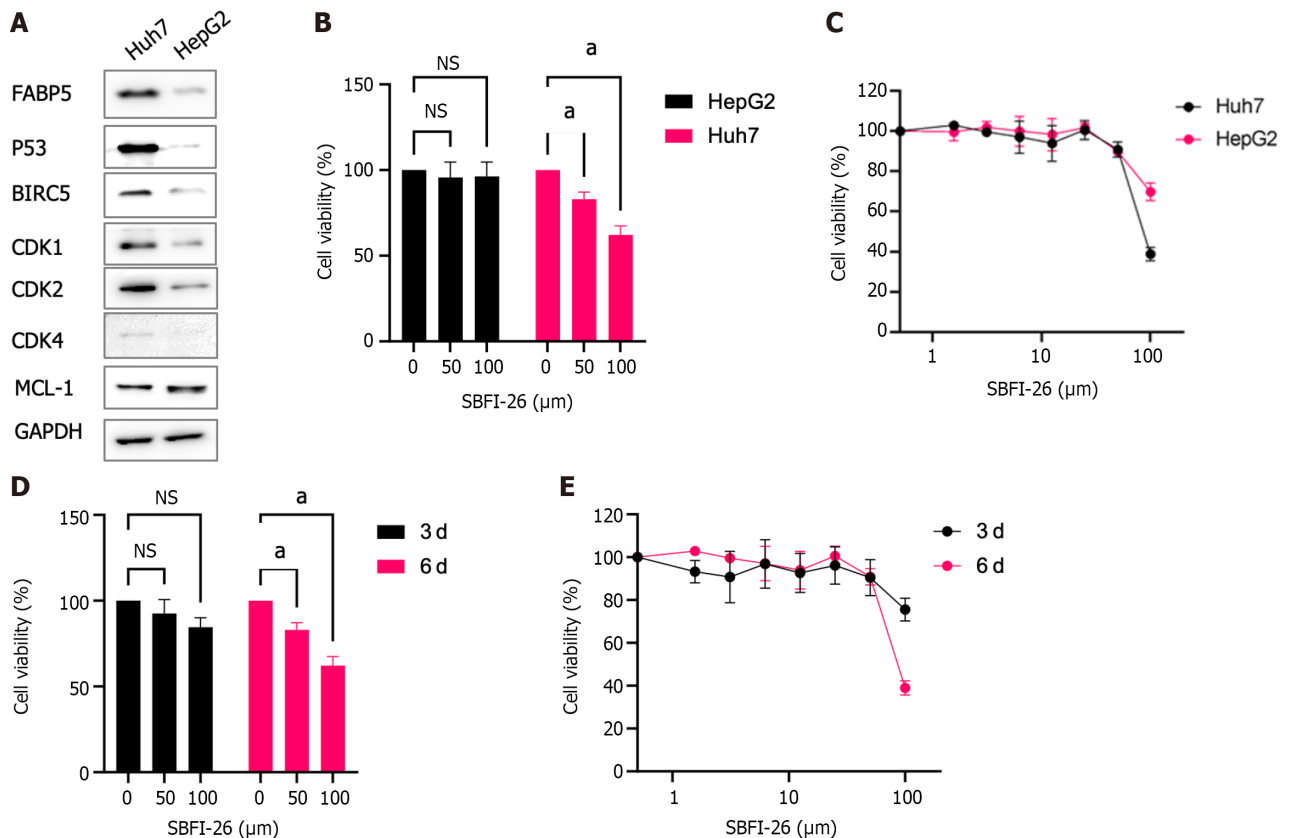 A
Huh7 HepG2
FABP5
P53
BIRC5
CDK1
CDK2
CDK4
MCL-1
GAPDH
B
a
NS
NS
a
150
100
50
0
Cell viability (%)
0 50 100 0 50 100
SBFI-26 (μm)
HepG2
Huh7
C
120
100
80
60
40
20
0
Cell viability (%)
1 10 100
SBFI-26 (μm)
Huh7
HepG2
D
NS
a
NS
a
150
100
50
0
Cell viability (%)
0 50 100 0 50 100
SBFI-26 (μm)
3 d
6 d
E
120
100
80
60
40
20
0
Cell viability (%)
1 10 100
SBFI-26 (μm)
3 d
6 d